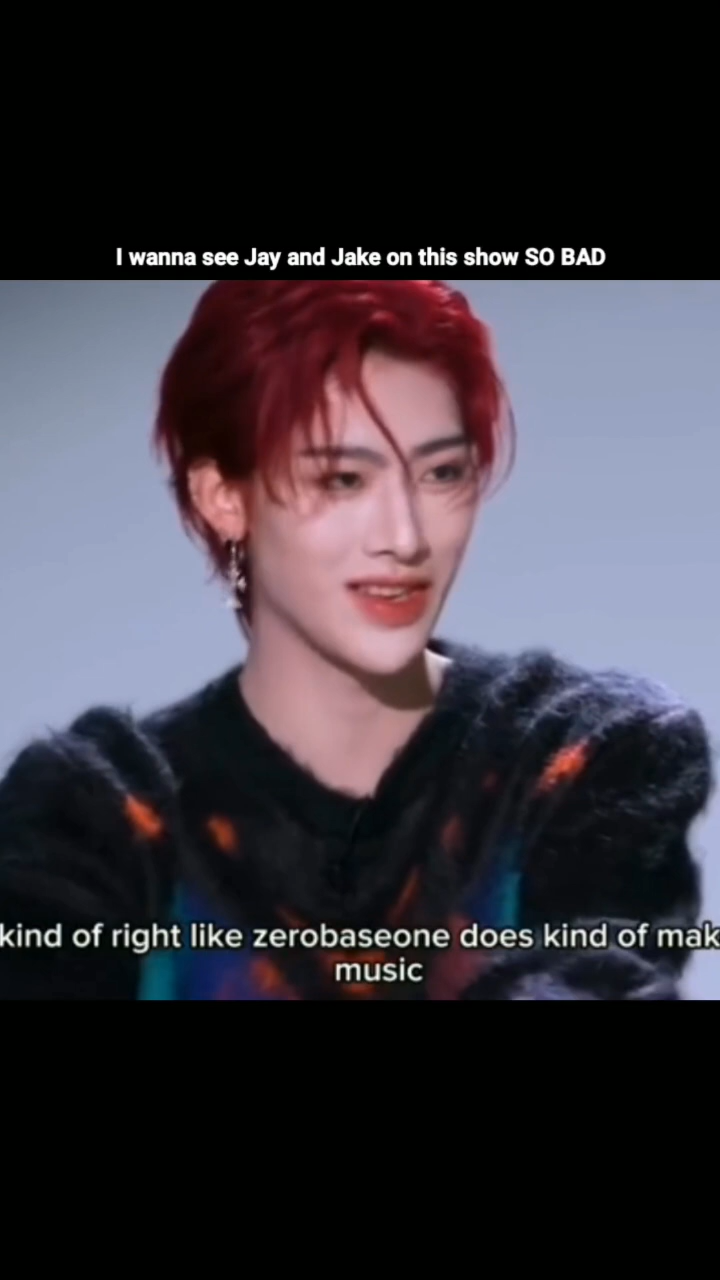 I wanna see Jay and Jake on this show SO BAD
kind of right like zerobaseone does kind of mak
music